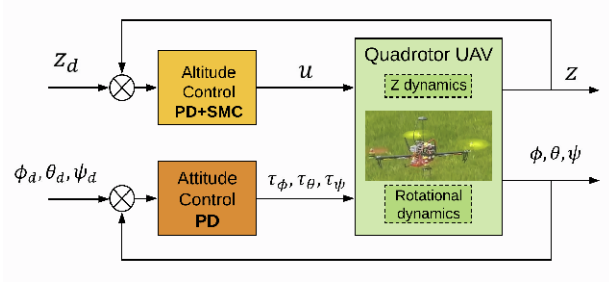 z_d
Altitude
Control
PD+SMC
u
Quadrotor UAV
Z dynamics
z
ϕ_d, θ_d, ψ_d
Attitude
Control
PD
τ_ϕ, τ_θ, τ_ψ
Rotational
dynamics
ϕ, θ, ψ